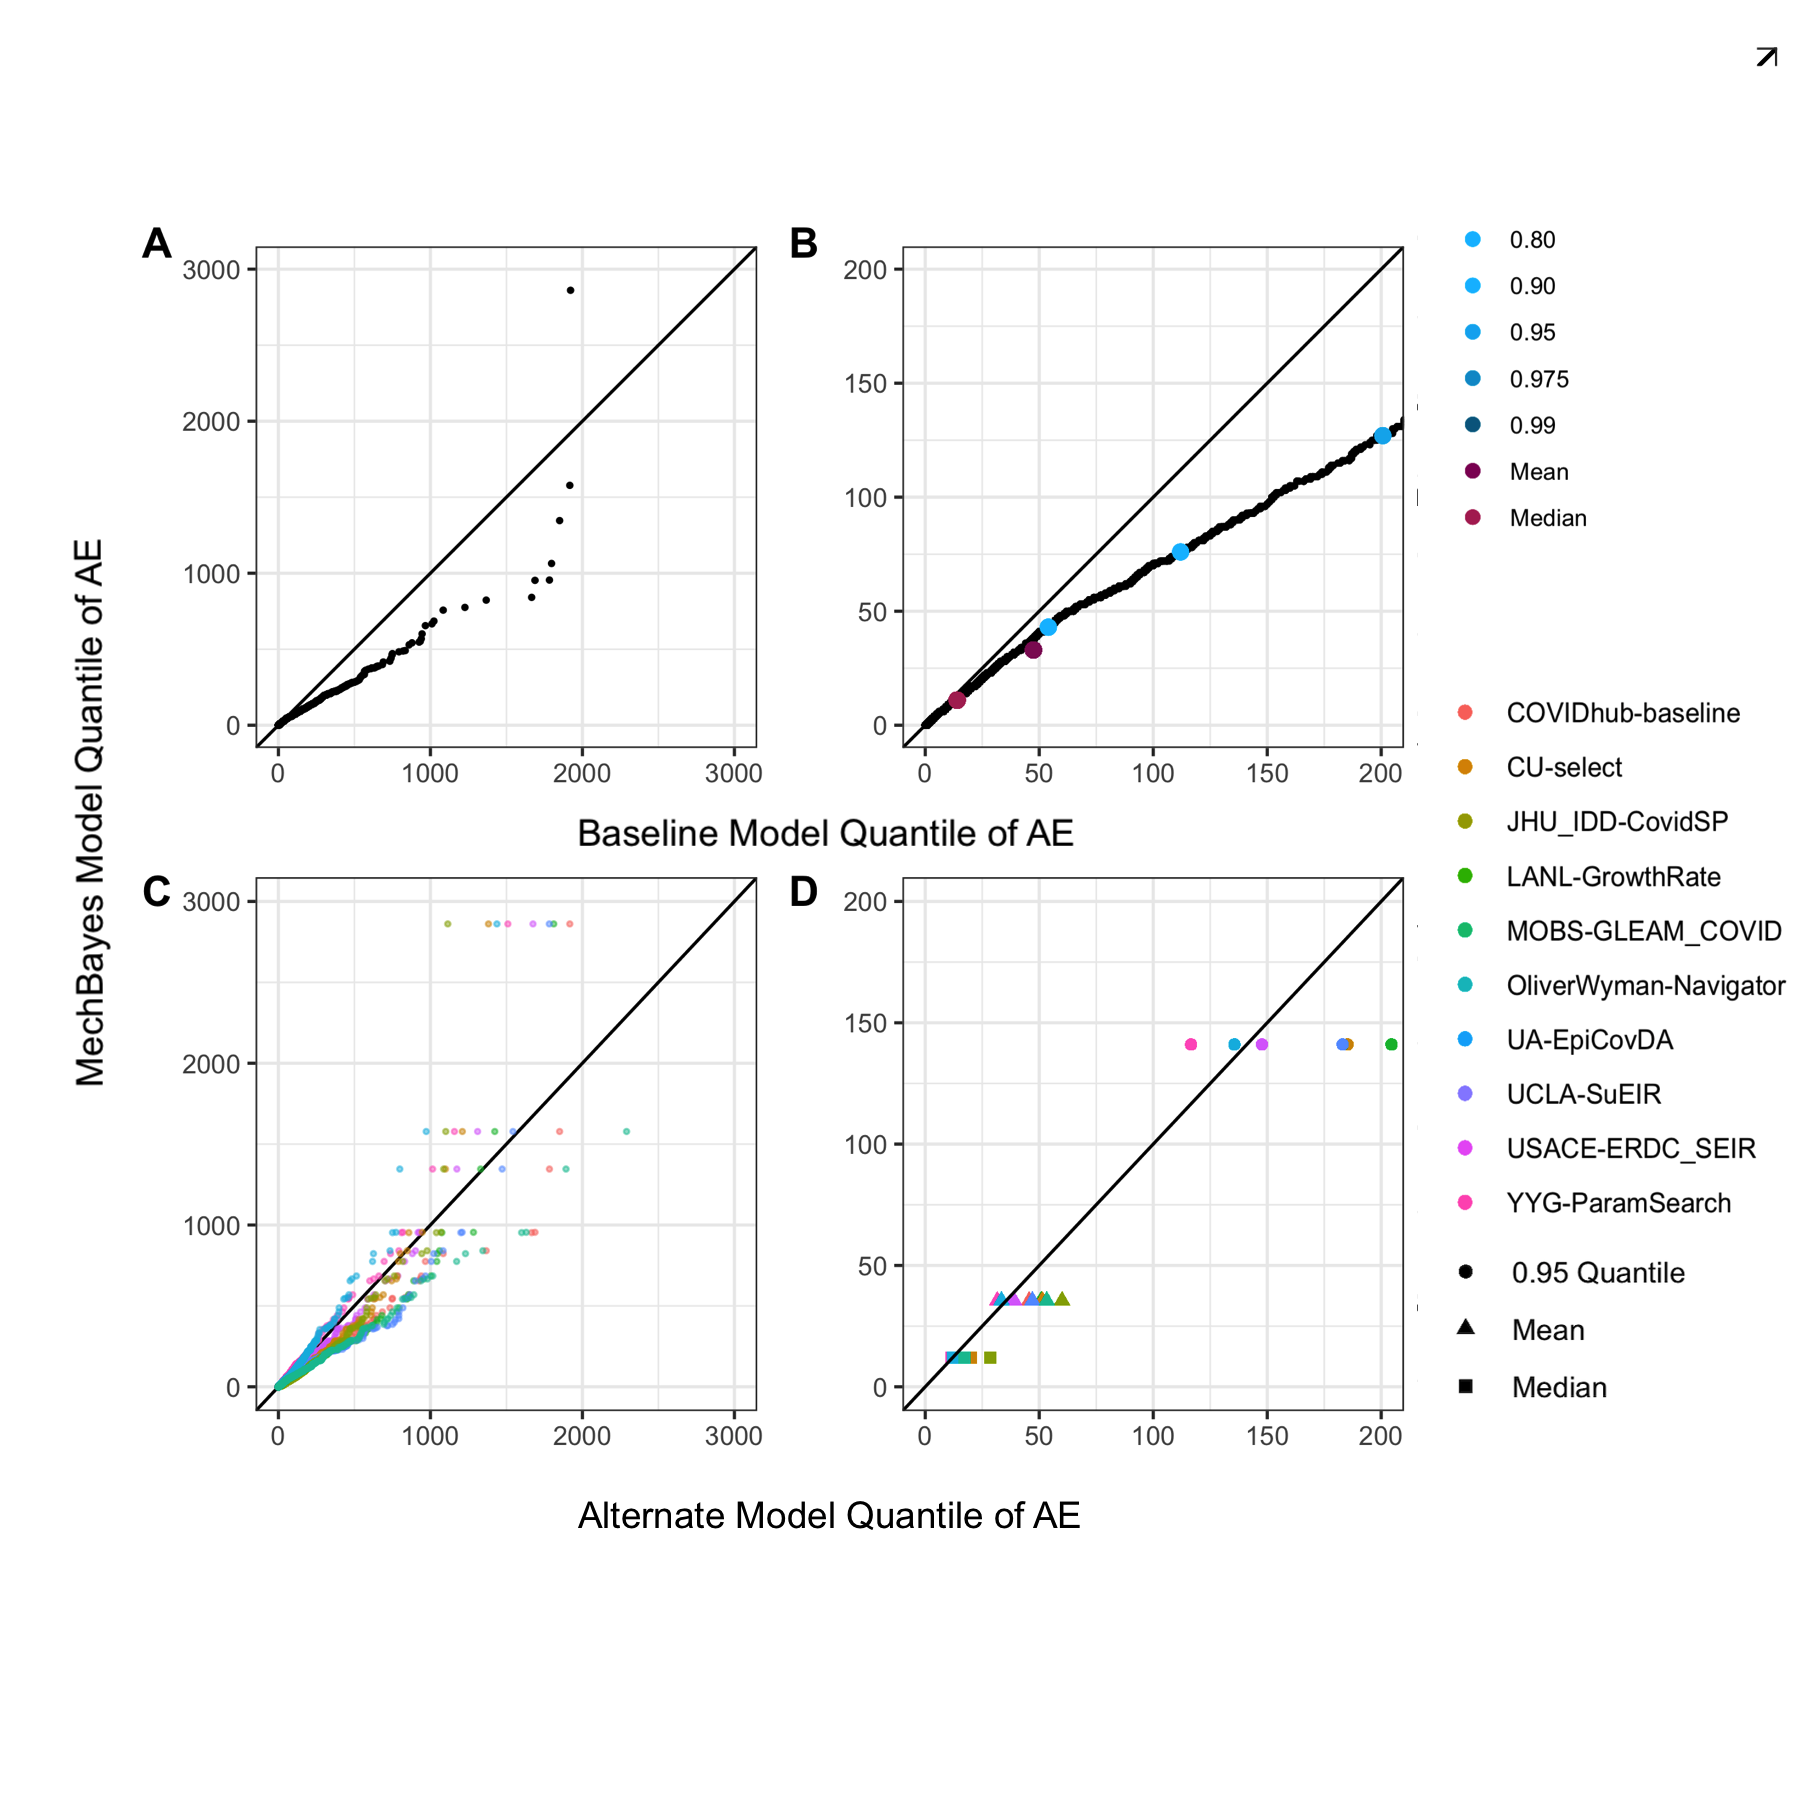 A
B
3000
2000
1000
0
0
1000
2000
3000
200
150
100
50
0
0
50
100
150
200
0.80
0.90
0.95
0.975
0.99
Mean
Median
MechBayes Model Quantile of AE
Baseline Model Quantile of AE
C
D
3000
2000
1000
0
0
1000
2000
3000
200
150
100
50
0
0
50
100
150
200
COVIDhub-baseline
CU-select
JHU_IDD-CovidSP
LANL-GrowthRate
MOBS-GLEAM_COVID
OliverWyman-Navigator
UA-EpiCovDA
UCLA-SuEIR
USACE-ERDC_SEIR
YYG-ParamSearch
0.95 Quantile
Mean
Median
Alternate Model Quantile of AE